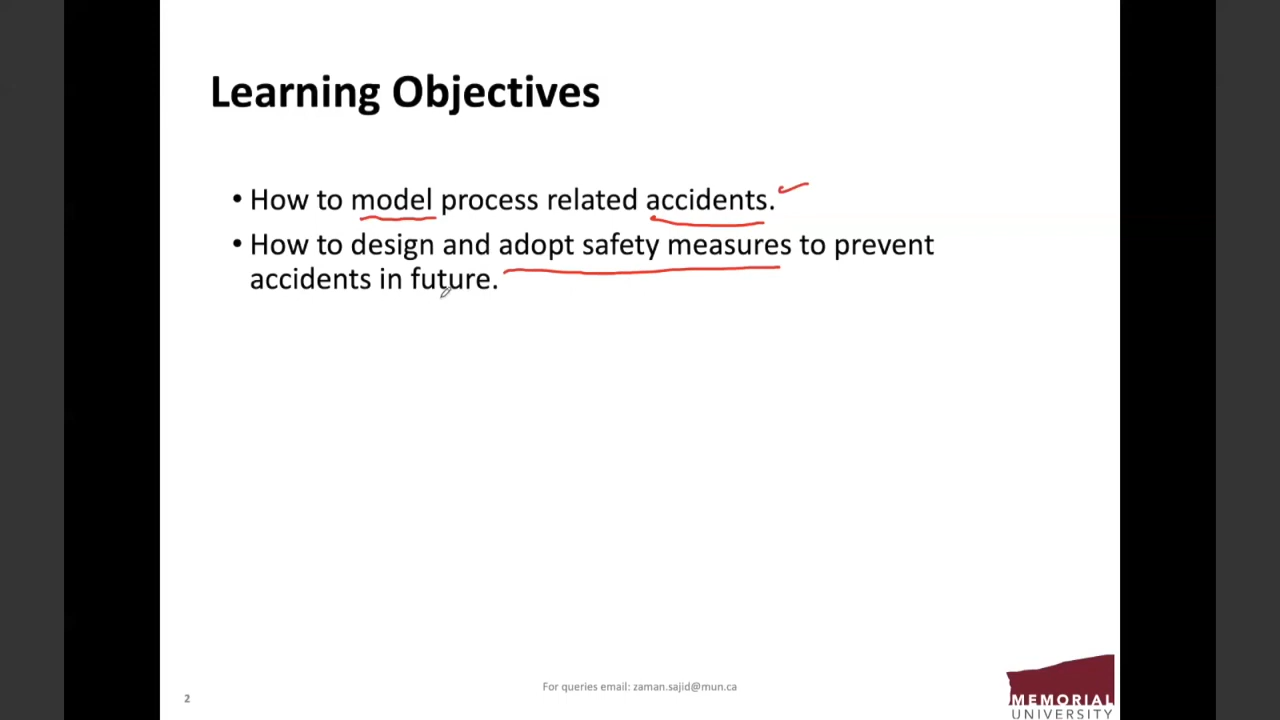 Learning Objectives
• How to model process related accidents.
• How to design and adopt safety measures to prevent
accidents in future.
2
For queries email: zaman.sajid@mun.ca
MEMORIAL
UNIVERSITY